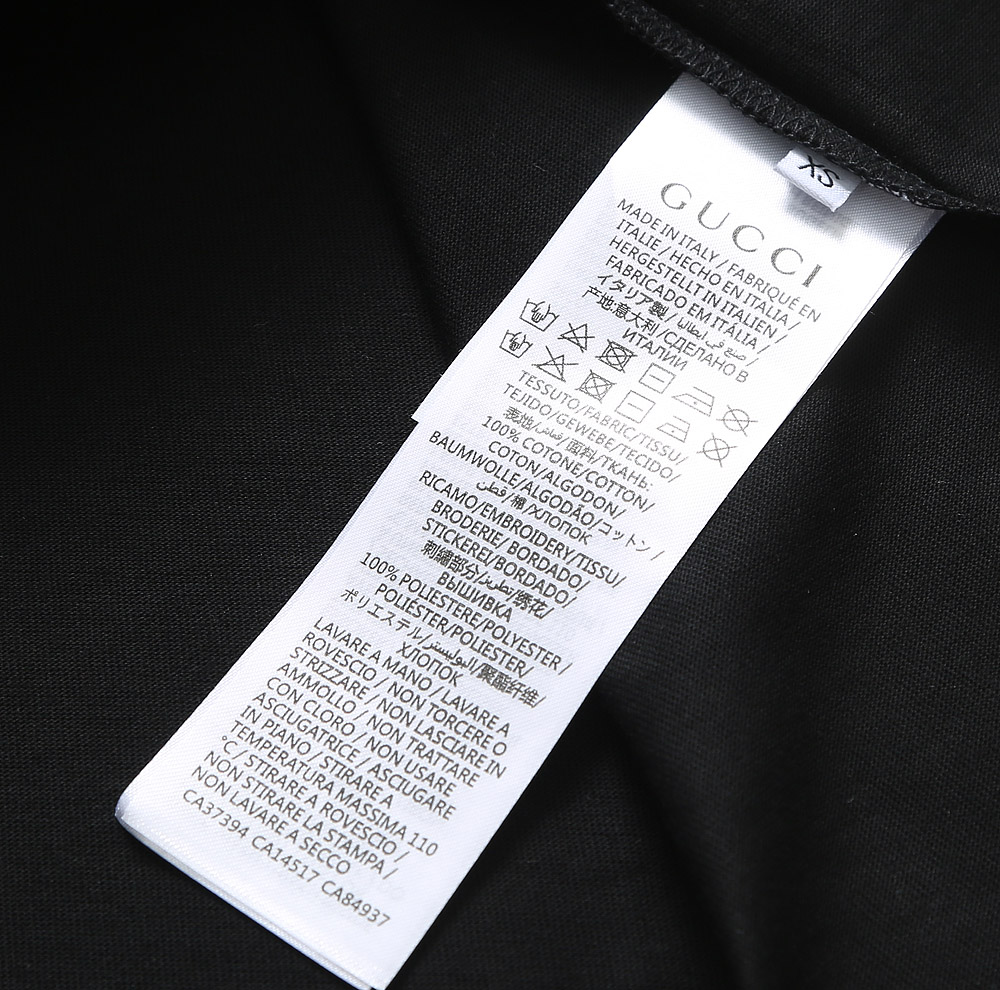 XS
GUCCI
MADE IN ITALY / FABRIQUÉ EN
ITALIE / HECHO EN ITALIA /
HERGESTELLT IN ITALIEN /
FABRICADO EM ITÁLIA /
イタリア製 / صنع في ايطاليا /
产地:意大利 / СДЕЛАНО В
ИТАЛИИ
TESSUTO/FABRIC/TISSU/
TEJIDO/GEWEBE/TECIDO/
表地/قماش/面料/ТКАНЬ:
100% COTONE/COTTON/
COTON/ALGODON/
BAUMWOLLE/ALGODÃO/コットン/
قطن/棉/ХЛОПОК
RICAMO/EMBROIDERY/TISSU/
BRODERIE/ BORDADO/
STICKEREI/BORDADO/
刺繡部分/تطريز/绣花/
ВЫШИВКА
100% POLIESTERE/POLYESTER /
POLIÉSTER/POLIESTER/
ポリエステル/البوليستر/聚酯纤维/
ХЛОПОК
LAVARE A MANO / LAVARE A
ROVESCIO / NON TORCERE O
STRIZZARE / NON LASCIARE IN
AMMOLLO / NON TRATTARE
CON CLORO / NON USARE
ASCIUGATRICE / ASCIUGARE
IN PIANO / STIRARE A
TEMPERATURA MASSIMA 110
°C / STIRARE A ROVESCIO /
NON STIRARE LA STAMPA /
NON LAVARE A SECCO
CA37394 CA14517 CA84937